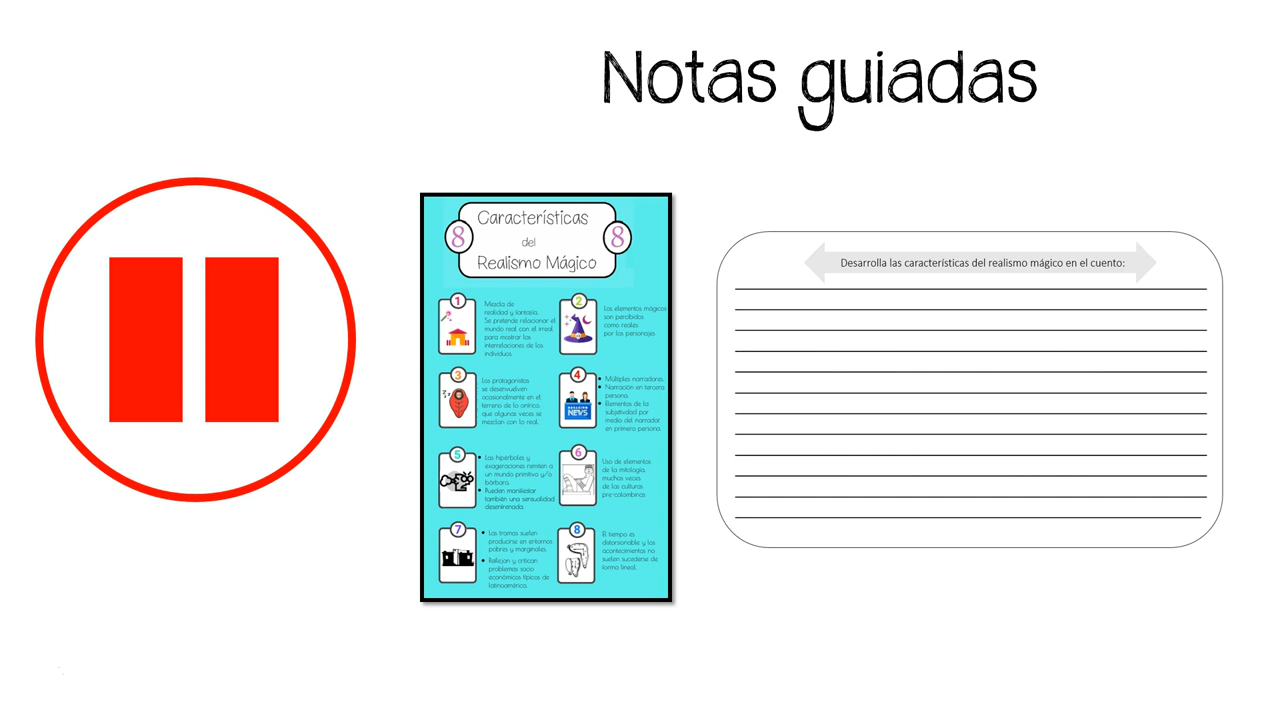 Notas guiadas
Características
8
8
del
Realismo Mágico
1
Mezcla de
realidad y fantasía.
Se pretende relacionar el
mundo real con el irreal
para mostrar las
interrelaciones de los
individuos.
2
Los elementos mágicos
son percibidos
como reales
por los personajes
3
Los protagonistas
se desenvuelven
ocasionalmente en el
terreno de lo onírico,
que algunas veces se
mezclan con lo real.
4
• Múltiples narradores.
• Narración en tercera
persona.
• Elementos de la
subjetividad por
medio del narrador
en primera persona.
NEWS
5
• Las hipérboles y
exageraciones remiten a
un mundo primitivo y/o
bárbaro.
• Pueden manifestar
también una sensualidad
desenfrenada.
6
Uso de elementos
de la mitología,
muchas veces
de las culturas
pre-colombinas
7
• Las tramas suelen
producirse en entornos
pobres y marginales.
• Reflejan y critican
problemas socio
económicos típicos de
latinoamérica.
8
El tiempo es
distorsionable y los
acontecimientos no
suelen sucederse de
forma lineal.
Desarrolla las características del realismo mágico en el cuento: